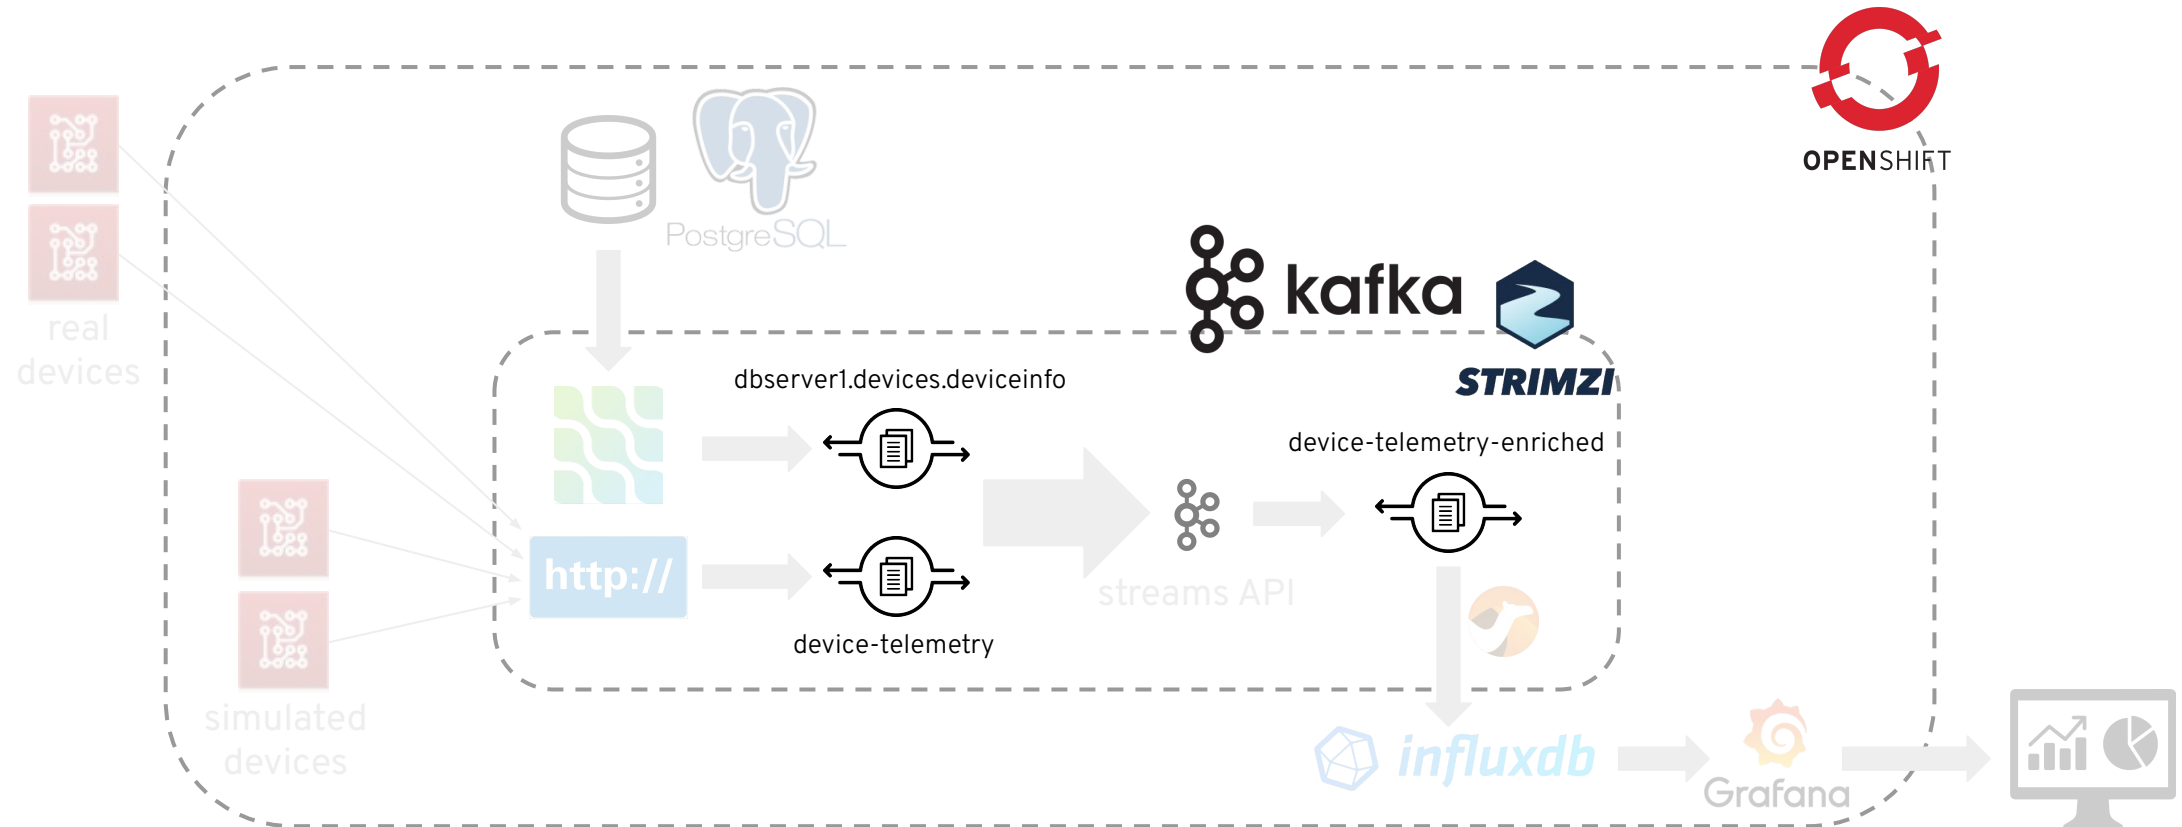 OPENSHIFT
PostgreSQL
kafka
real
devices
STRIMZI
dbserver1.devices.deviceinfo
device-telemetry-enriched
http://
streams API
device-telemetry
simulated
devices
influxdb
Grafana